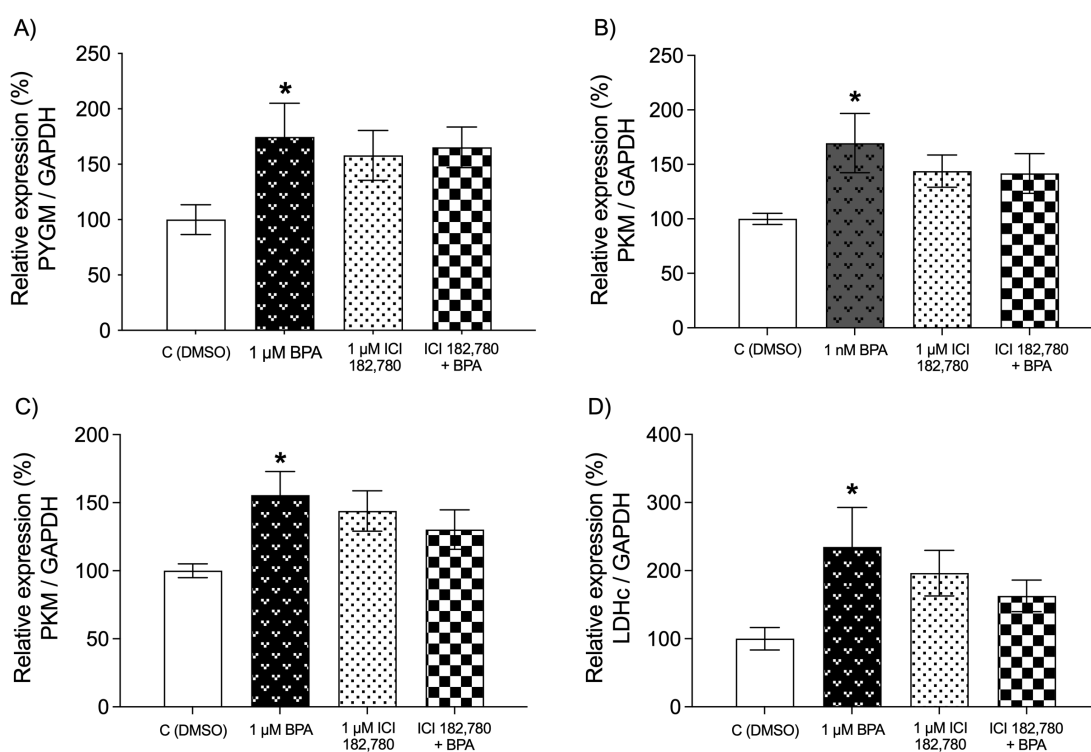 A)
Relative expression (%)
PYGM / GAPDH
250
200
150
100
50
0
*
C (DMSO)
1 µM BPA
1 µM ICI
182,780
ICI 182,780
+ BPA
B)
Relative expression (%)
PKM / GAPDH
250
200
150
100
50
0
*
C (DMSO)
1 nM BPA
1 µM ICI
182,780
ICI 182,780
+ BPA
C)
Relative expression (%)
PKM / GAPDH
200
150
100
50
0
*
C (DMSO)
1 µM BPA
1 µM ICI
182,780
ICI 182,780
+ BPA
D)
Relative expression (%)
LDHc / GAPDH
400
300
200
100
0
*
C (DMSO)
1 µM BPA
1 µM ICI
182,780
ICI 182,780
+ BPA